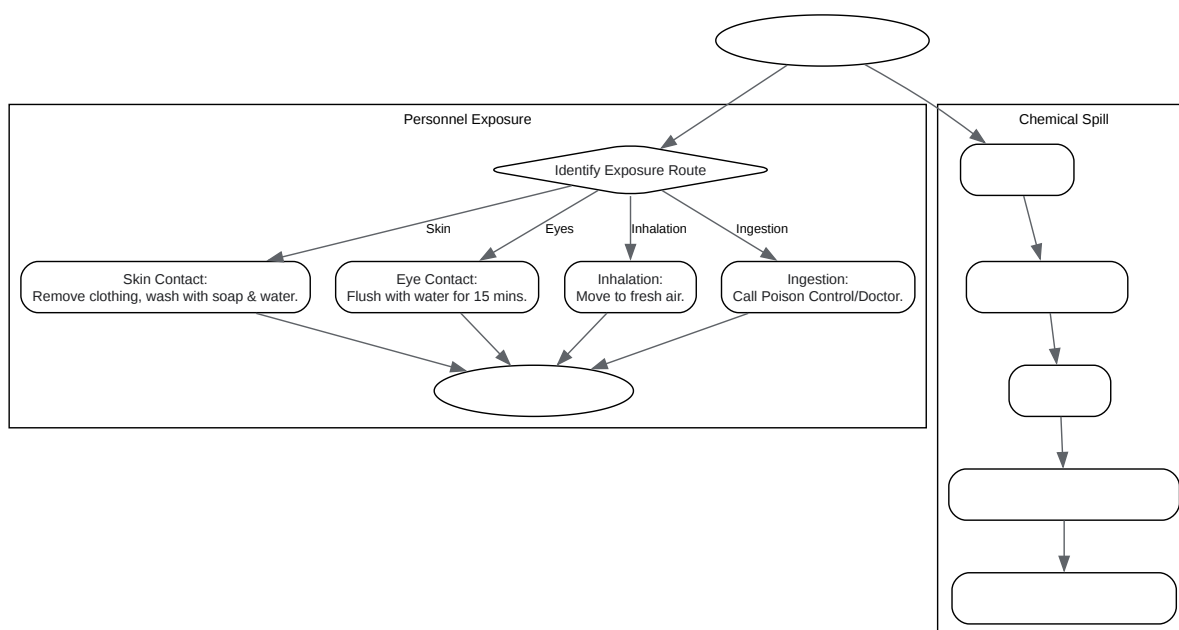 Personnel Exposure
Chemical Spill
Identify Exposure Route
Skin
Eyes
Inhalation
Ingestion
Skin Contact:
Remove clothing, wash with soap & water.
Eye Contact:
Flush with water for 15 mins.
Inhalation:
Move to fresh air.
Ingestion:
Call Poison Control/Doctor.